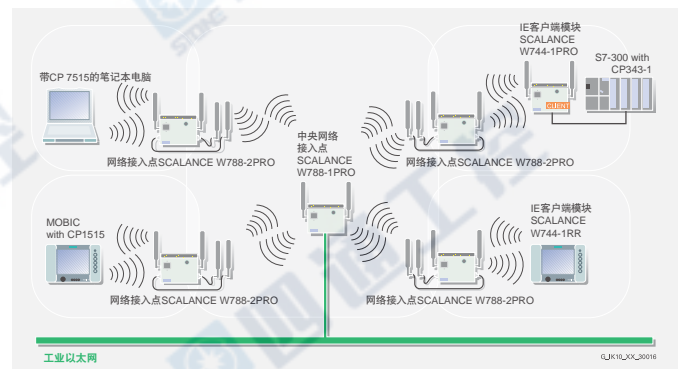 IE客户端模块
SCALANCE
W744-1PRO
S7-300 with
CP343-1
带CP 7515的笔记本电脑
CLIENT
中央网络
接入点
SCALANCE
W788-1PRO
网络接入点SCALANCE W788-2PRO
网络接入点SCALANCE W788-2PRO
MOBIC
with CP1515
IE客户端模块
SCALANCE
W744-1RR
网络接入点SCALANCE W788-2PRO
网络接入点SCALANCE W788-2PRO
工业以太网
G_IK10_XX_30016